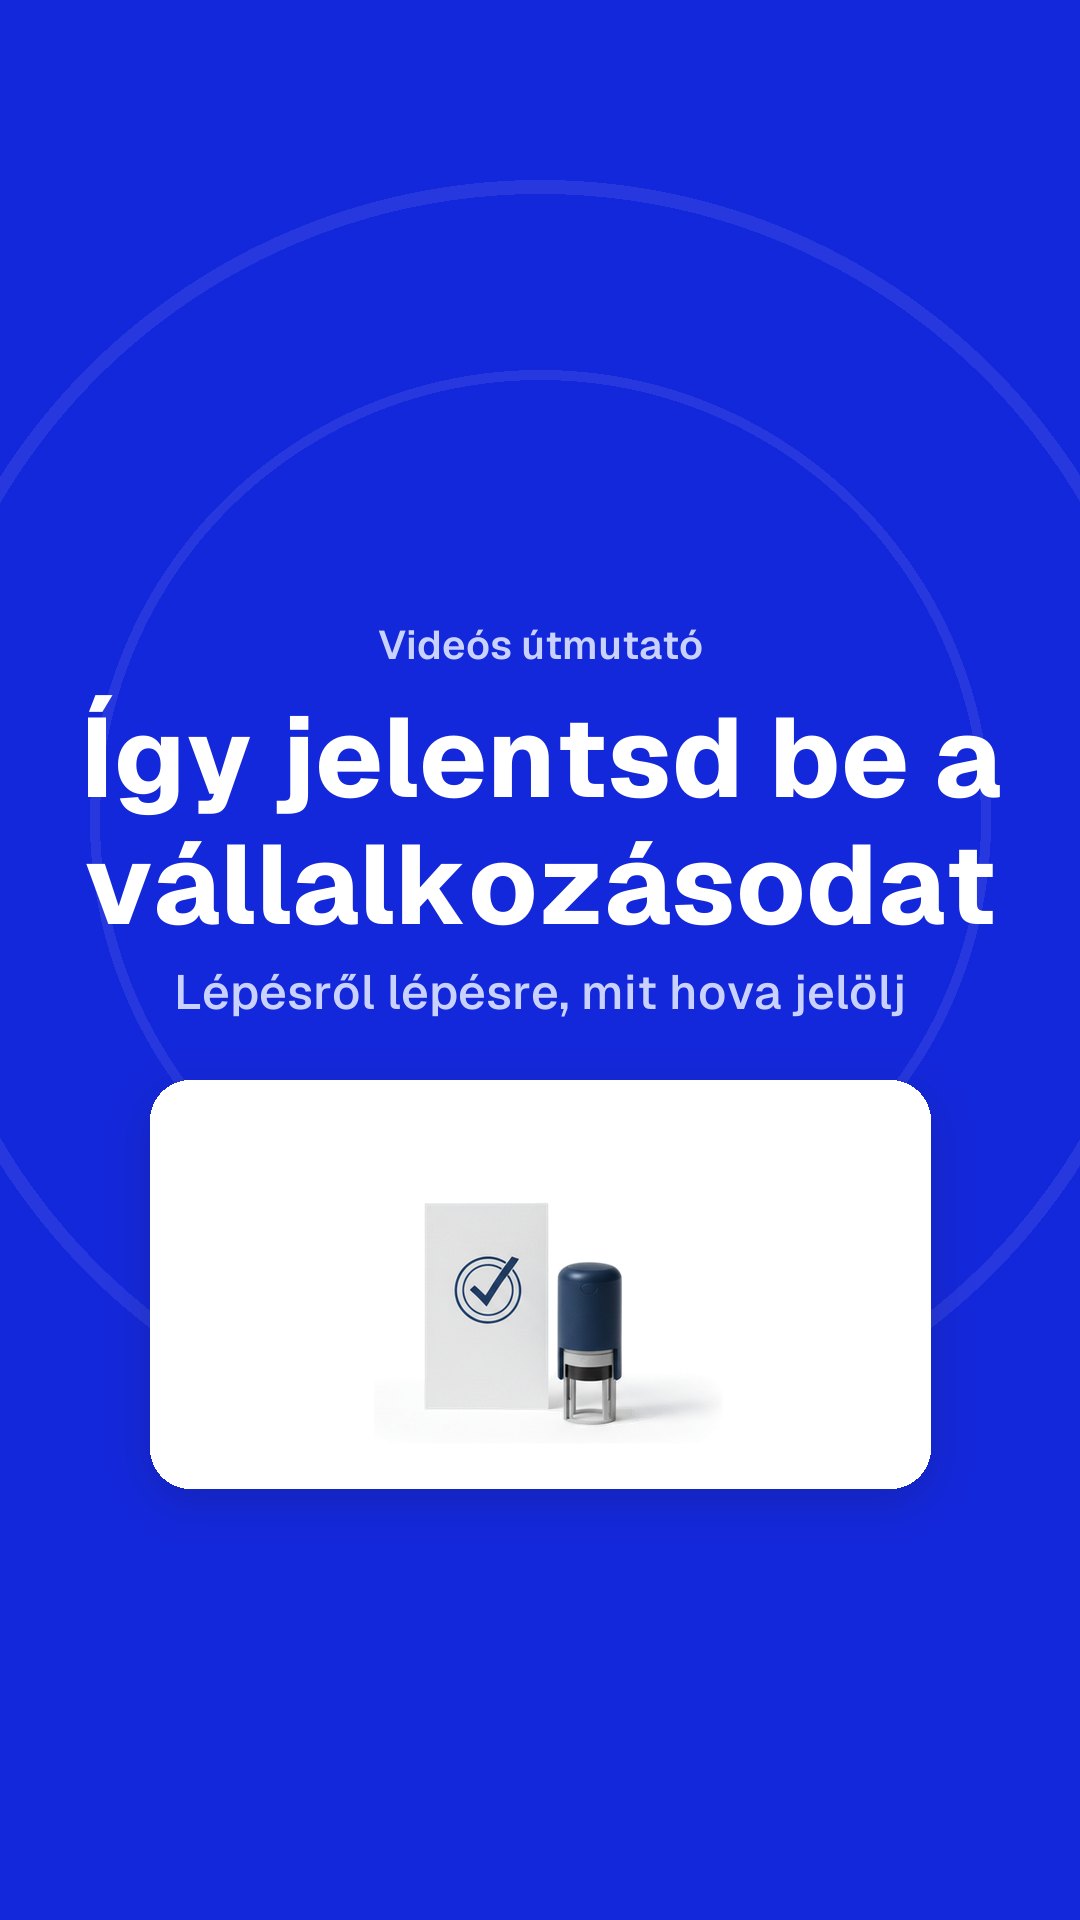 Videós útmutató
Így jelentsd be a
vállalkozásodat
Lépésről lépésre, mit hova jelölj